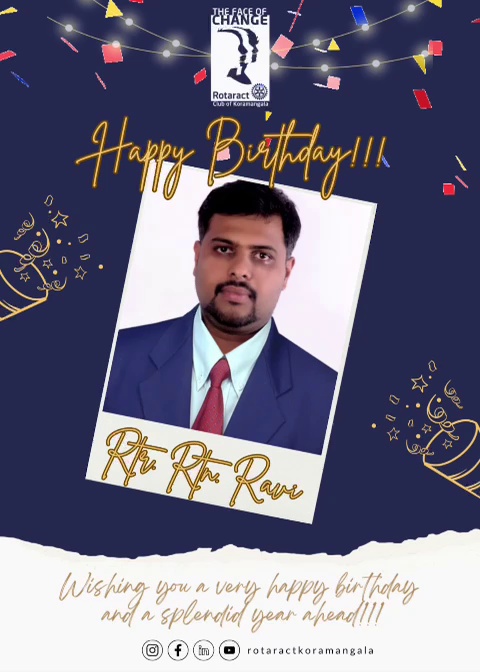 THE FACE OF
CHANGE
Rotaract
Club of Koramangala
Happy Birthday!!!
Rtr. Rtn. Ravi
Wishing you a very happy birthday
and a splendid year ahead!!!
rotaractkoramangala